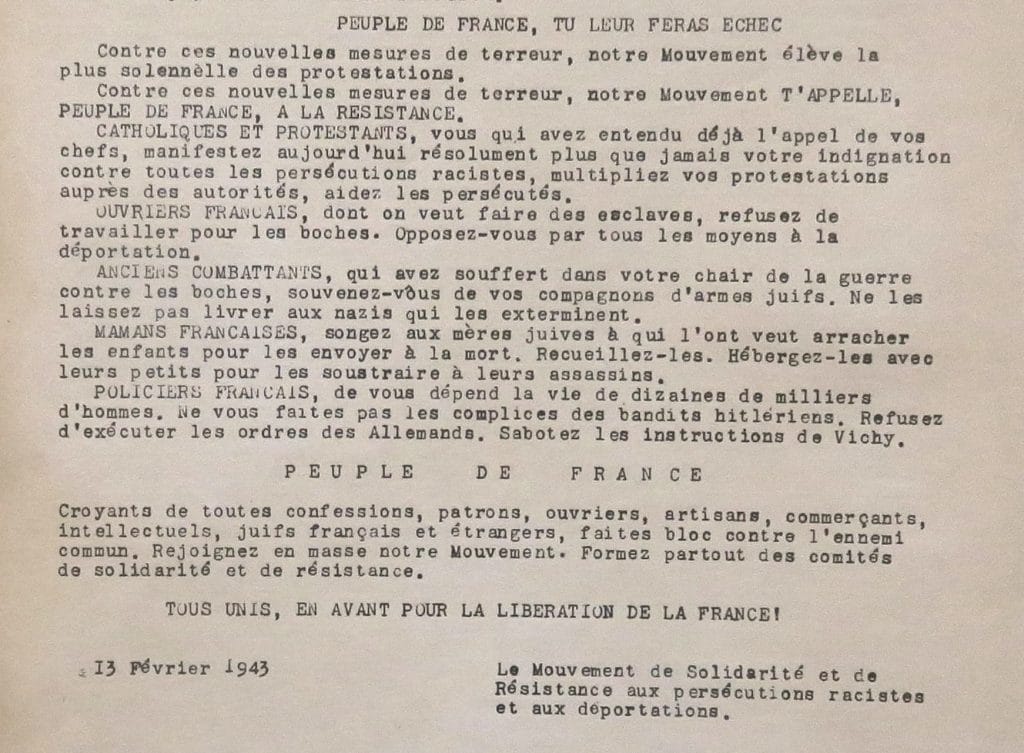 PEUPLE DE FRANCE, TU LEUR FERAS ECHEC
Contre ces nouvelles mesures de terreur, notre Mouvement élève la
plus solennèlle des protestations.
Contre ces nouvelles mesures de terreur, notre Mouvement T'APPELLE,
PEUPLE DE FRANCE, A LA RESISTANCE.
CATHOLIQUES ET PROTESTANTS, vous qui avez entendu déjà l'appel de vos
chefs, manifestez aujourd'hui résolument plus que jamais votre indignation
contre toutes les persécutions racistes, multipliez vos protestations
auprès des autorités, aidez les persécutés.
OUVRIERS FRANCAIS, dont on veut faire des esclaves, refusez de
travailler pour les boches. Opposez-vous par tous les moyens à la
déportation.
ANCIENS COMBATTANTS, qui avez souffert dans votre chair de la guerre
contre les boches, souvenez-vous de vos compagnons d'armes juifs. Ne les
laissez pas livrer aux nazis qui les exterminent.
MAMANS FRANCAISES, songez aux mères juives à qui l'ont veut arracher
les enfants pour les envoyer à la mort. Recueillez-les. Hébergez-les avec
leurs petits pour les soustraire à leurs assassins.
POLICIERS FRANCAIS, de vous dépend la vie de dizaines de milliers
d'hommes. Ne vous faites pas les complices des bandits hitlériens. Refusez
d'exécuter les ordres des Allemands. Sabotez les instructions de Vichy.
PEUPLE DE FRANCE
Croyants de toutes confessions, patrons, ouvriers, artisans, commerçants,
intellectuels, juifs français et étrangers, faites bloc contre l'ennemi
commun. Rejoignez en masse notre Mouvement. Formez partout des comités
de solidarité et de résistance.
TOUS UNIS, EN AVANT POUR LA LIBERATION DE LA FRANCE!
13 Février 1943
Le Mouvement de Solidarité et de
Résistance aux persécutions racistes
et aux déportations.